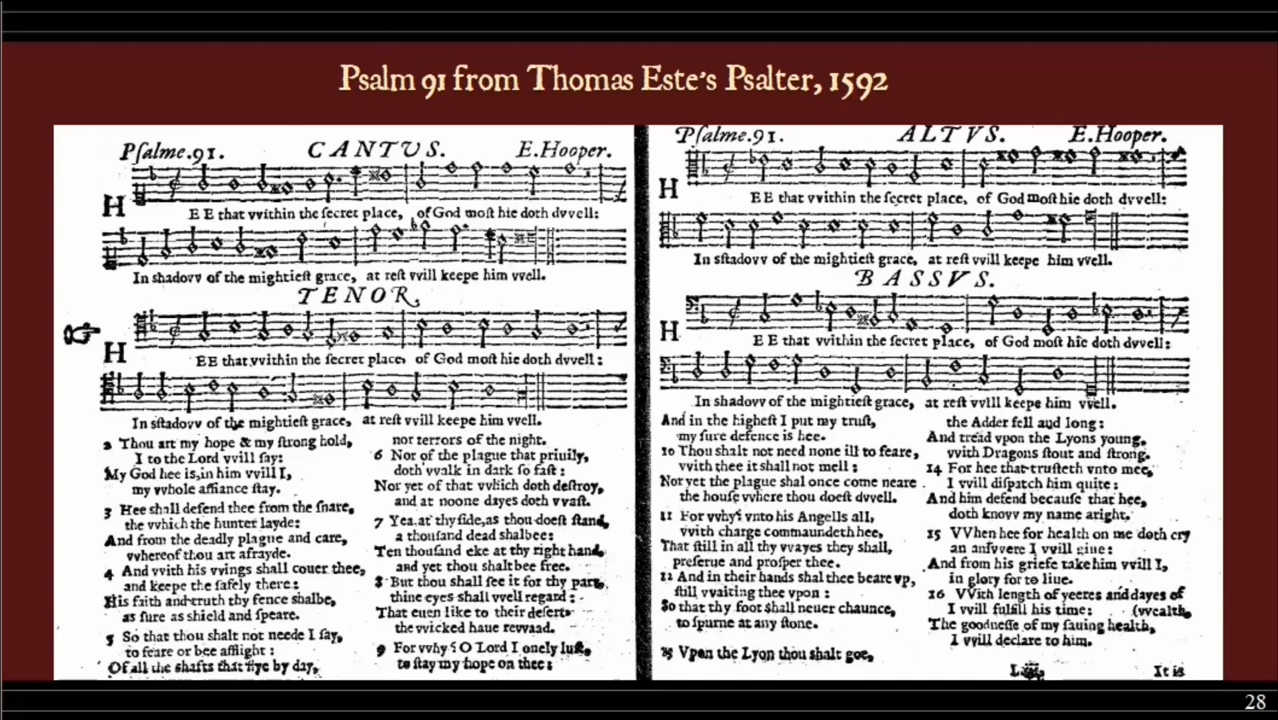 Psalm 91 from Thomas Este's Psalter, 1592
Pſalme.91. CANTUS. E.Hooper.
HEE that vvithin the ſecret place, of God moſt hie doth dvvell:
In shadovv of the mightieſt grace, at reſt vvill keepe him vvell.
TENOR,
HEE that vvithin the ſecret place, of God moſt hie doth dvvell:
In ſtadovv of the mightieſt grace, at reſt vvill keepe him vvell.
2 Thou art my hope & my ſtrong hold,
I to the Lord vvill ſay:
My God hee is, in him vvill I,
my vvhole affiance ſtay.
3 Hee shall defend thee from the ſnare,
the vvhich the hunter layde:
And from the deadly plague and care,
vvhereof thou art afrayde.
4 And vvith his vvings shall couer thee,
and keepe the ſafely there:
His faith and truth thy fence shalbe,
as ſure as shield and ſpeare.
5 So that thou shalt not neede I ſay,
to feare or bee afflight:
Of all the shafts that flye by day,
nor terrors of the night.
6 Nor of the plague that priuily,
doth vvalk in dark ſo faſt:
Nor yet of that vvhich doth deſtroy,
and at noone dayes doth vvaſt.
7 Yea, at thy ſide, as thou doeſt ſtand,
a thouſand dead shalbee:
Ten thouſand eke at thy right hand,
and yet thou shalt bee free.
8 But thou shall ſee it for thy part,
thine eyes shall vvell regard:
That euen like to their deſert
the vvicked haue revvaad.
9 For vvhy? O Lord I onely luſt,
to ſtay my hope on thee:
Pſalme.91. ALTVS. E.Hooper.
HEE that vvithin the ſecret place, of God moſt hie doth dvvell:
In ſtadovv of the mightieſt grace, at reſt vvill keepe him vvell.
BASSVS.
HEE that vvithin the ſecret place, of God moſt hie doth dvvell:
In shadovv of the mightieſt grace, at reſt vvill keepe him vvell.
And in the higheſt I put my truſt,
my ſure defence is hee.
10 Thou shalt not need none ill to feare,
vvith thee it shall not mell:
Nor yet the plague shal once come neare
the houſe vvhere thou doeſt dvvell.
11 For vvhy? vnto his Angells all,
vvith charge commaundeth hee,
That ſtill in all thy vvayes they shall,
preſerue and proſper thee.
12 And in their hands shal thee beare vp,
ſtill vvaiting thee vpon:
So that thy foot shall neuer chaunce,
to ſpurne at any ſtone.
Vpon the Lyon thou shalt goe,
the Adder fell and long:
And tread vpon the Lyons young,
vvith Dragons ſtout and ſtrong.
14 For hee that truſteth vnto mee,
I vvill diſpatch him quite:
And him defend becauſe that hee,
doth knovv my name aright.
15 VVhen hee for health on me doth cry
an anſvvere I vvill giue:
And from his griefe take him vvill I,
in glory for to liue.
16 VVith length of yeeres and dayes of
I vvill fulfill his time: (vvealth,
The goodneſſe of my ſauing health,
I vvill declare to him.
It is
28